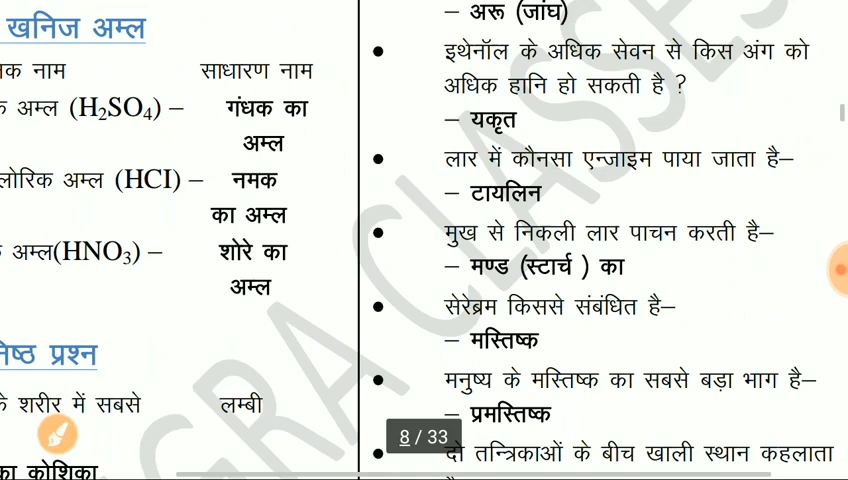 खनिज अम्ल
नाम साधारण नाम
अम्ल (H₂SO₄) – गंधक का
अम्ल
अम्ल (HCI) – नमक
का अम्ल
अम्ल(HNO₃) – शोरे का
अम्ल
प्रश्न
शरीर में सबसे लम्बी
का कोशिका
– अरू (जांघ)
• इथेनॉल के अधिक सेवन से किस अंग को
अधिक हानि हो सकती है ?
– यकृत
• लार में कौनसा एन्जाइम पाया जाता है–
– टायलिन
• मुख से निकली लार पाचन करती है–
– मण्ड (स्टार्च ) का
• सेरेब्रम किससे संबंधित है–
– मस्तिष्क
• मनुष्य के मस्तिष्क का सबसे बड़ा भाग है–
– प्रमस्तिष्क
• दो तन्त्रिकाओं के बीच खाली स्थान कहलाता
8 / 33
GRA CLASSES